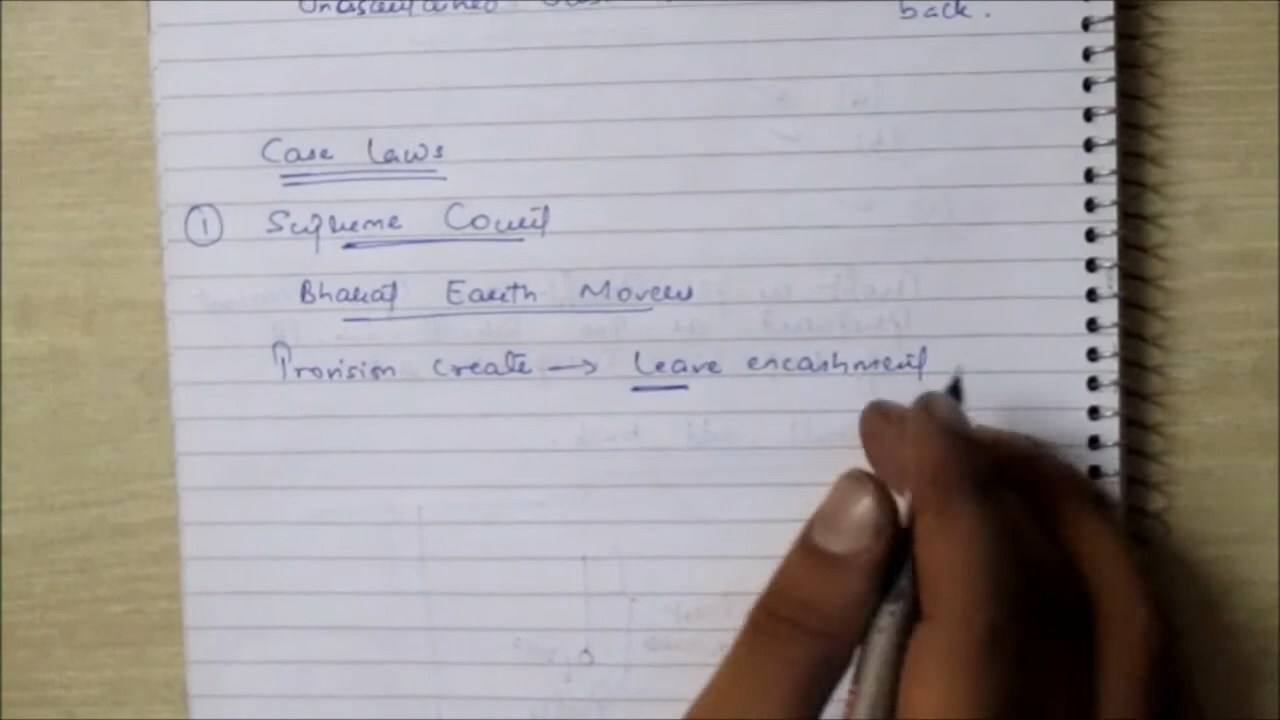 back.
Case Laws
① Supreme Court
Bharat Earth Movers
Provision create → Leave encashment